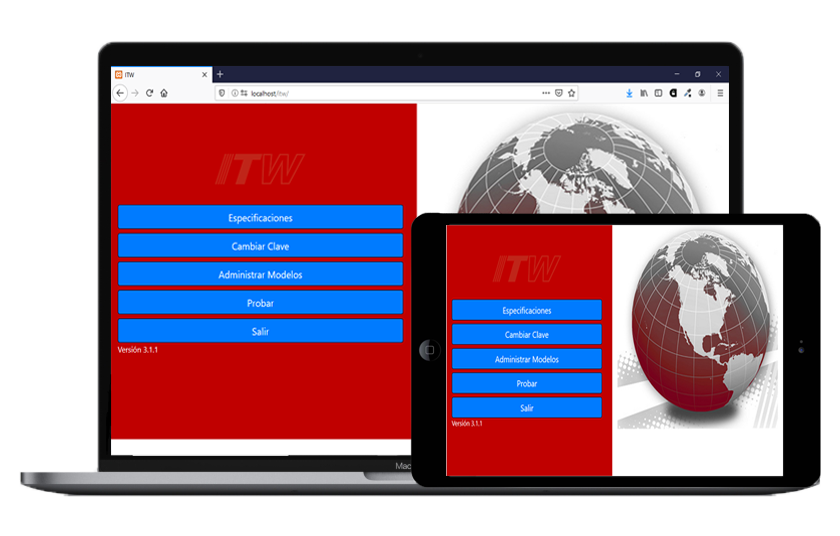 ITW
localhost/itw/
ITW
Especificaciones
Cambiar Clave
Administrar Modelos
Probar
Salir
Versión 3.1.1
Mac
ITW
Especificaciones
Cambiar Clave
Administrar Modelos
Probar
Salir
Versión 3.1.1